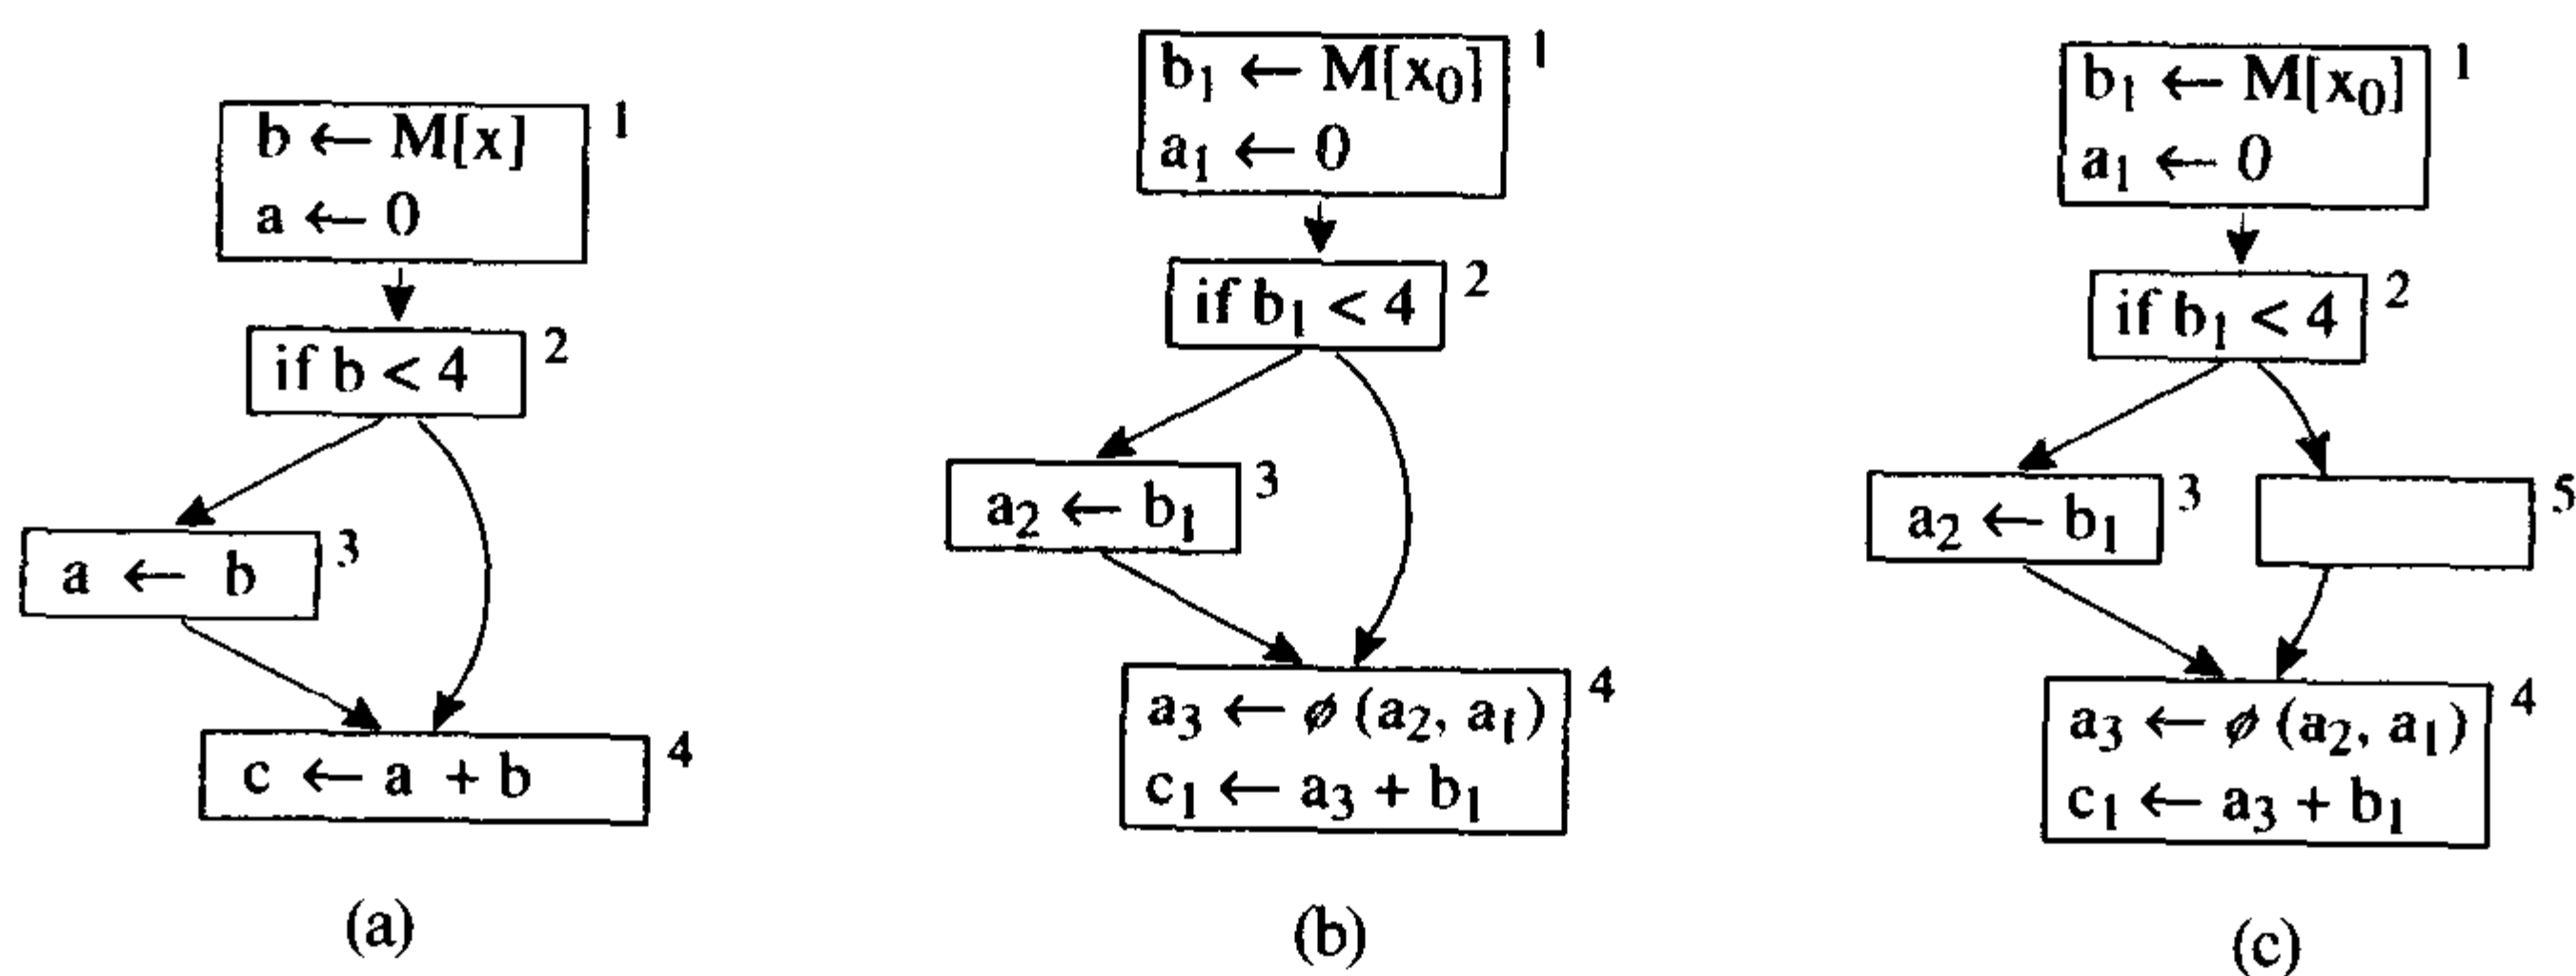 b ← M[x]
a ← 0
1
if b < 4
2
a ← b
3
c ← a + b
4
(a)
b₁ ← M[x₀]
a₁ ← 0
1
if b₁ < 4
2
a₂ ← b₁
3
a₃ ← ø (a₂, a₁)
c₁ ← a₃ + b₁
4
(b)
b₁ ← M[x₀]
a₁ ← 0
1
if b₁ < 4
2
a₂ ← b₁
3
5
a₃ ← ø (a₂, a₁)
c₁ ← a₃ + b₁
4
(c)